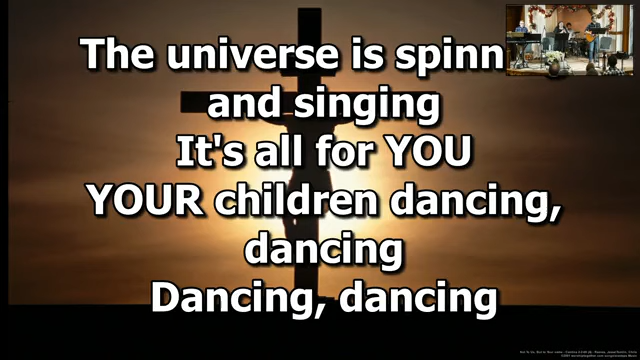 The universe is spinn
and singing
It's all for YOU
YOUR children dancing,
dancing
Dancing, dancing